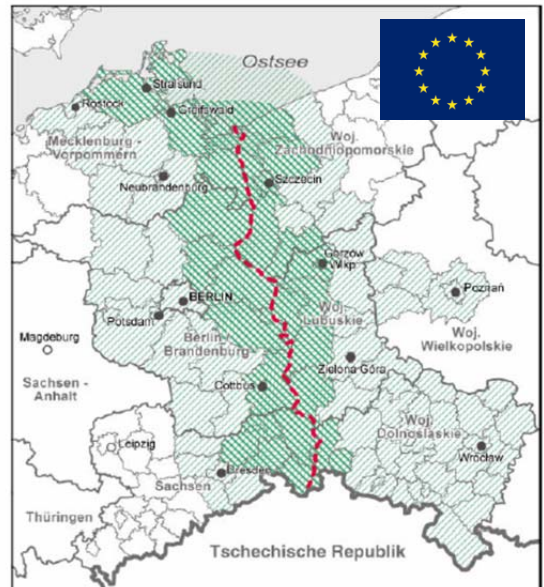 Ostsee
Stralsund
Rostock
Greifswald
Mecklenburg -
Vorpommern
Woj.
Zachodniopomorskie
Neubrandenburg
Szczecin
Gorzów
Wlkp
BERLIN
Poznań
Potsdam
Woj.
Lubuskie
Woj.
Wielkopolskie
Magdeburg
Berlin
Brandenburg
Zielona Góra
Sachsen -
Anhalt
Cottbus
Woj.
Dolnośląskie
Leipzig
Wrocław
Dresden
Sachsen
Thüringen
Tschechische Republik